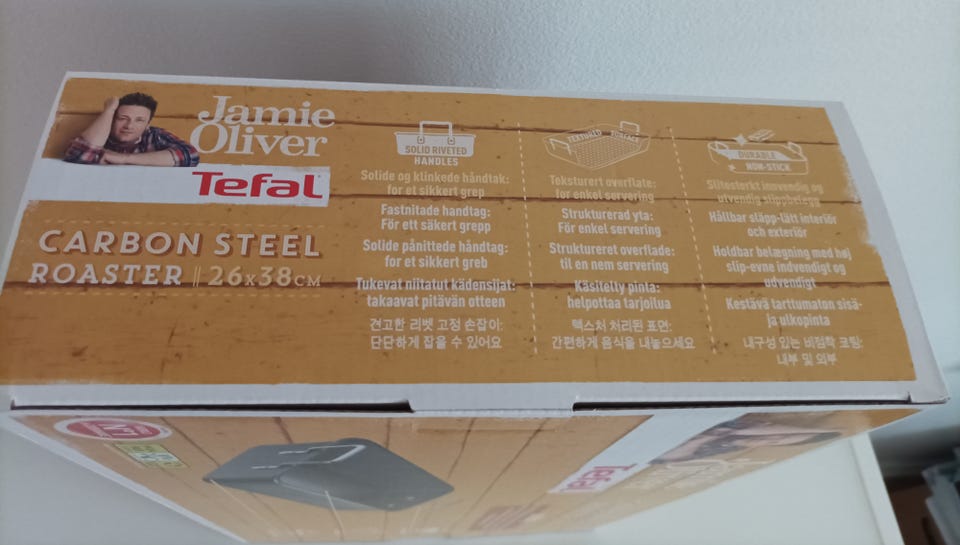 Jamie
Oliver
Tefal
CARBON STEEL
ROASTER 26x38CM
SOLID RIVETED
HANDLES
Solide og klinkede håndtak:
for et sikkert grep
Fastnitade handtag:
För ett säkert grepp
Solide pånittede håndtag:
for et sikkert greb
Tukevat niitatut kädensijat:
takaavat pitävän otteen
견고한 리벳 고정 손잡이:
단단하게 잡을 수 있어요
TEXTURED SURFACE
Teksturert overflate:
for enkel servering
Strukturerad yta:
För enkel servering
Struktureret overflade:
til en nem servering
Käsitelty pinta:
helpottaa tarjoilua
텍스처 처리된 표면:
간편하게 음식을 내놓으세요
DURABLE
NON-STICK
Slitesterkt innvendig og
utvendig slippbelegg
Hållbar släpp-lätt interiör
och exteriör
Holdbar belægning med høj
slip-evne indvendigt og
udvendigt
Kestävä tarttumaton sisä-
ja ulkopinta
내구성 있는 비점착 코팅:
내부 및 외부
Tefal